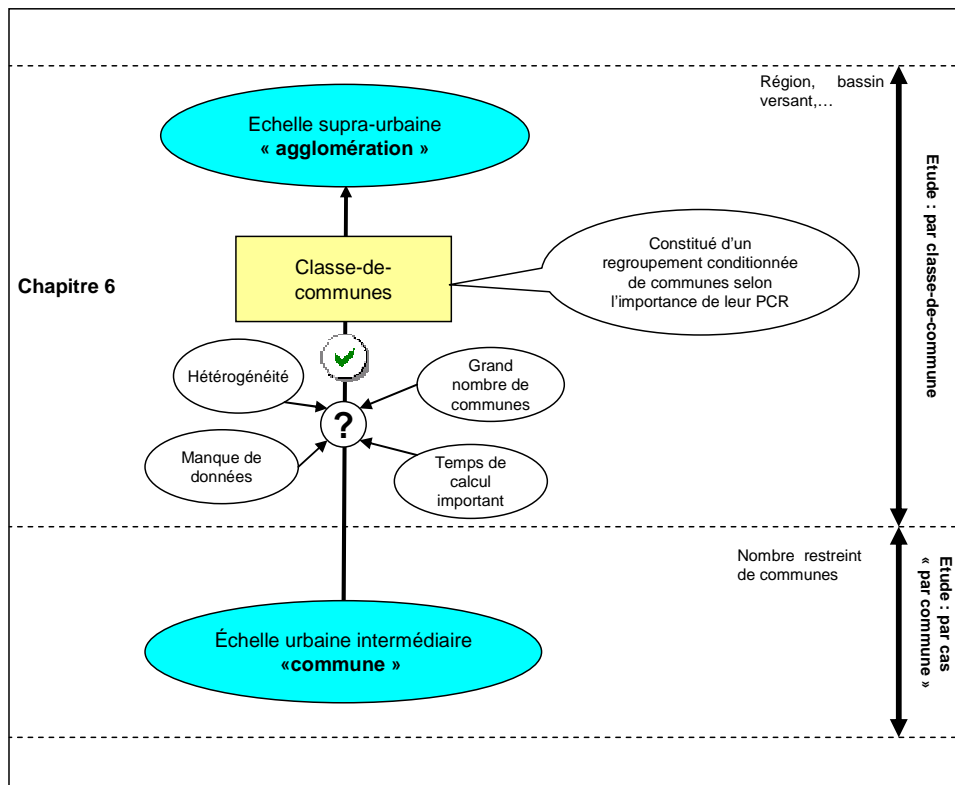 Région, bassin
versant,…
Echelle supra-urbaine
« agglomération »
Etude : par classe-de-commune
Classe-de-
communes
Constitué d'un
regroupement conditionnée
de communes selon
l'importance de leur PCR
Chapitre 6
Hétérogénéité
Grand
nombre de
communes
?
Manque de
données
Temps de
calcul
important
Nombre restreint
de communes
Etude : par cas
« par commune »
Échelle urbaine intermédiaire
«commune »